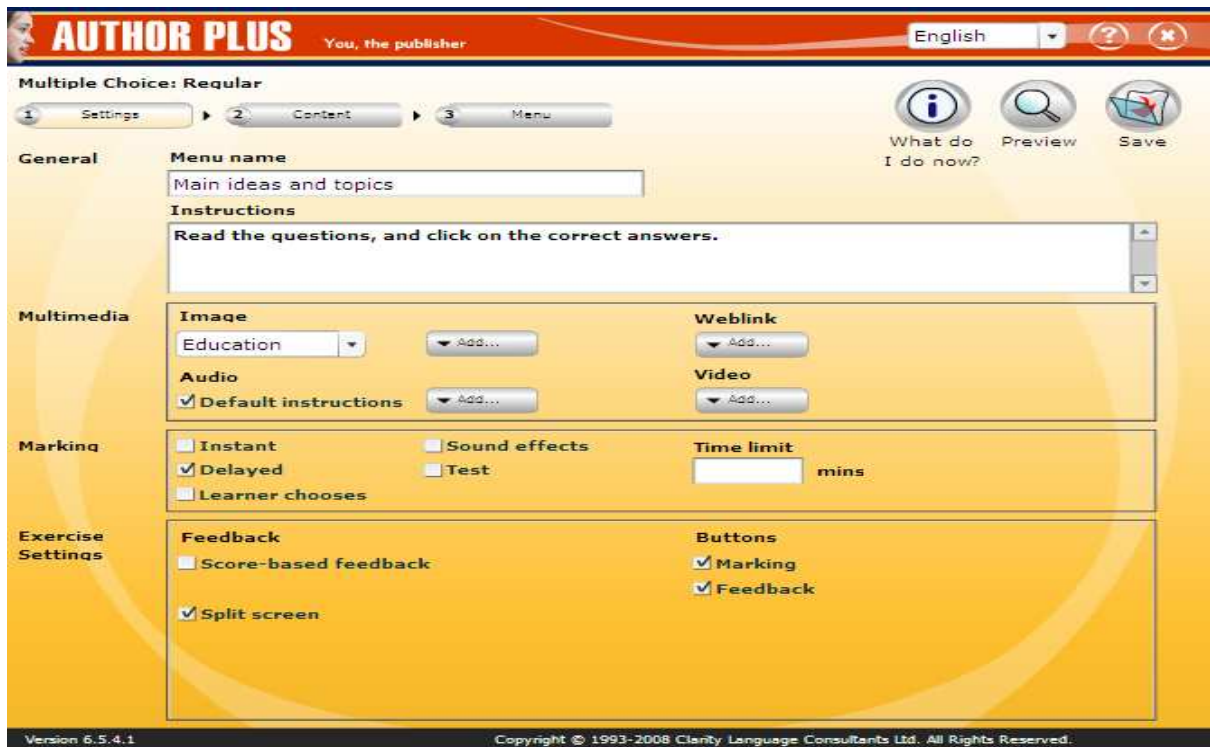 AUTHOR PLUS You, the publisher English ? x
Multiple Choice: Regular
1 Settings 2 Content 3 Menu
What do I do now?
Preview
Save
General
Menu name
Main ideas and topics
Instructions
Read the questions, and click on the correct answers.
Multimedia
Image
Weblink
Education Add... Add...
Audio
Video
Default instructions Add... Add...
Marking
Instant Sound effects Time limit
Delayed Test mins
Learner chooses
Exercise Settings
Feedback Buttons
Score-based feedback Marking
Feedback
Split screen
Version 6.5.4.1 Copyright © 1993-2008 Clarity Language Consultants Ltd. All Rights Reserved.